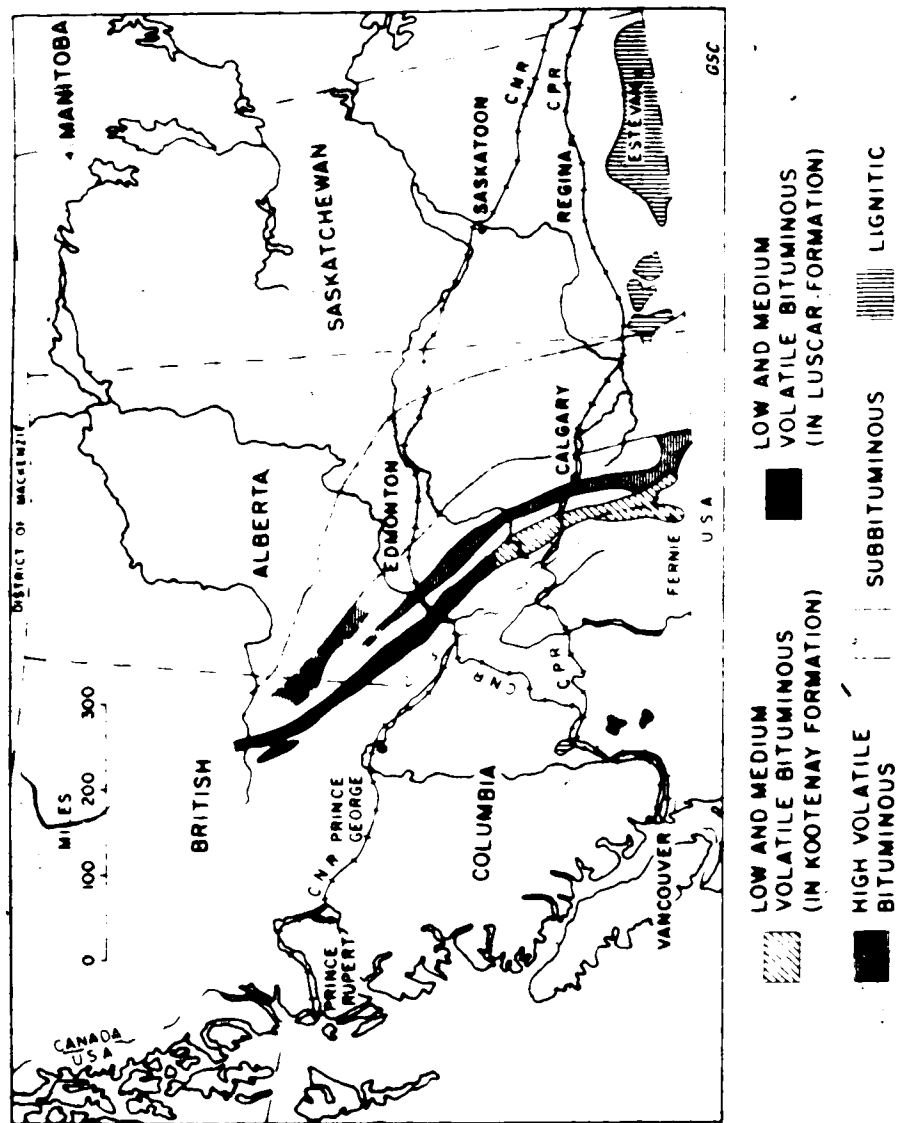 DISTRICT OF MACKENZIE
MANITOBA
CANADA
USA
MILES
0 100 200 300
BRITISH
ALBERTA
SASKATCHEWAN
PRINCE
RUPERT
CNR
PRINCE
GEORGE
EDMONTON
SASKATOON
CNR
COLUMBIA
CNR
CPR
CALGARY
REGINA
CPR
VANCOUVER
FERNIE
USA
ESTEVAN
GSC
LOW AND MEDIUM
VOLATILE BITUMINOUS
(IN KOOTENAY FORMATION)
LOW AND MEDIUM
VOLATILE BITUMINOUS
(IN LUSCAR FORMATION)
HIGH VOLATILE
BITUMINOUS
SUBBITUMINOUS
LIGNITIC